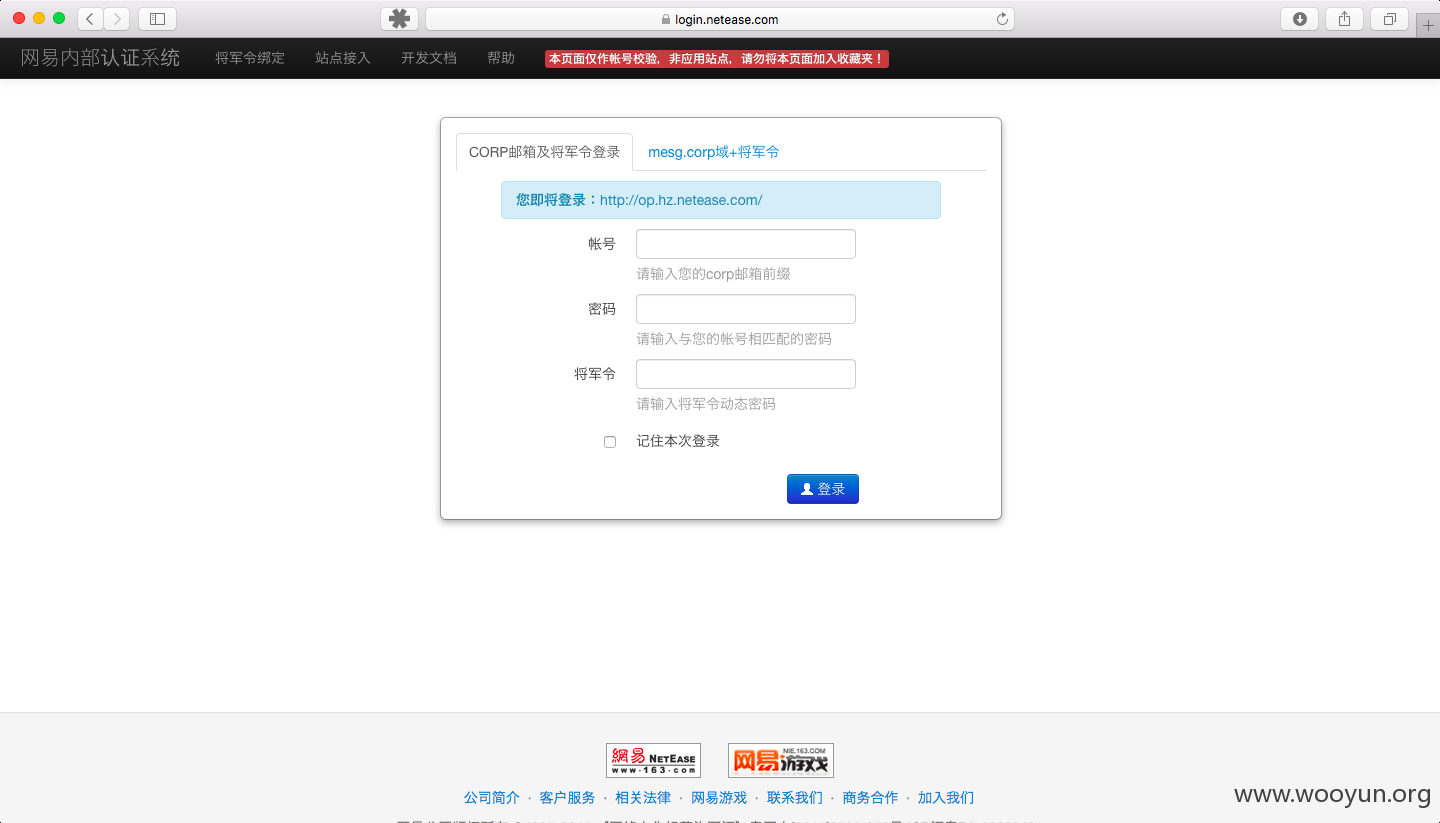 login.netease.com
网易内部认证系统 将军令绑定 站点接入 开发文档 帮助 本页面仅作帐号校验，非应用站点，请勿将本页面加入收藏夹！
CORP邮箱及将军令登录 mesg.corp域+将军令
您即将登录：http://op.hz.netease.com/
帐号
请输入您的corp邮箱前缀
密码
请输入与您的帐号相匹配的密码
将军令
请输入将军令动态密码
记住本次登录
登录
網易 NETEASE
www.163.com
NIE.163.COM
网易游戏
公司简介 · 客户服务 · 相关法律 · 网易游戏 · 联系我们 · 商务合作 · 加入我们
www.wooyun.org